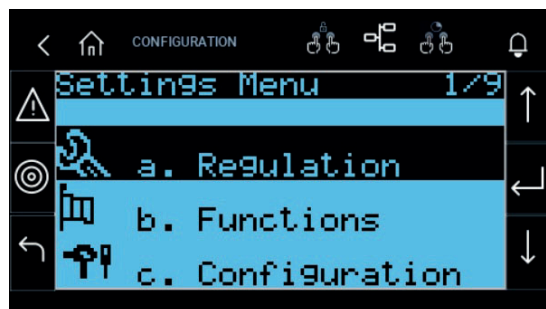 CONFIGURATION
Settings Menu 1/9
a. Regulation
b. Functions
c. Configuration